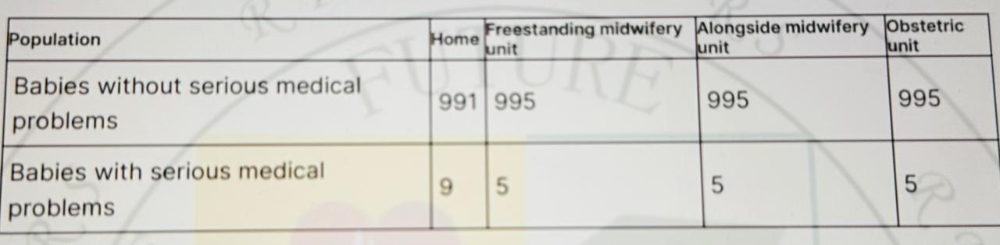 Population Home Freestanding midwifery unit Alongside midwifery unit Obstetric unit
Babies without serious medical problems 991 995 995 995
Babies with serious medical problems 9 5 5 5
FUTURE